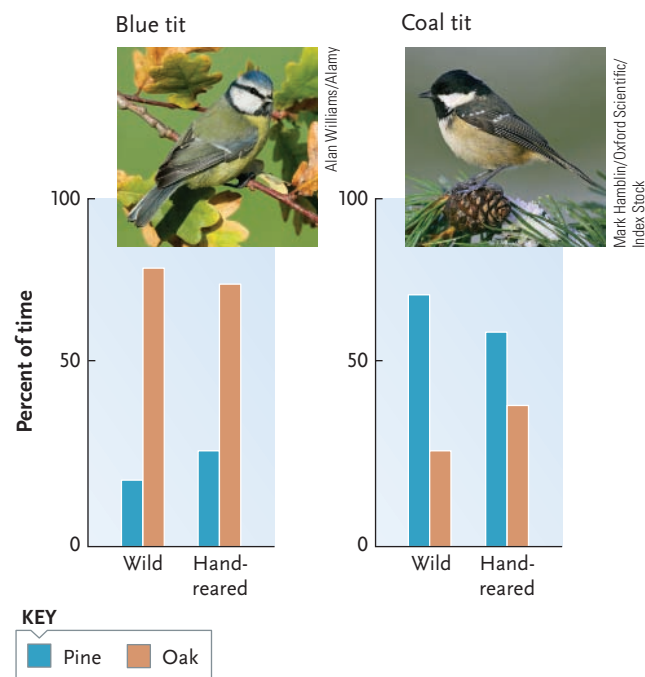 Blue tit
Coal tit
Alan Williams/Alamy
Mark Hamblin/Oxford Scientific/
Index Stock
Percent of time
100
50
0
Wild
Hand-
reared
100
50
0
Wild
Hand-
reared
KEY
Pine
Oak